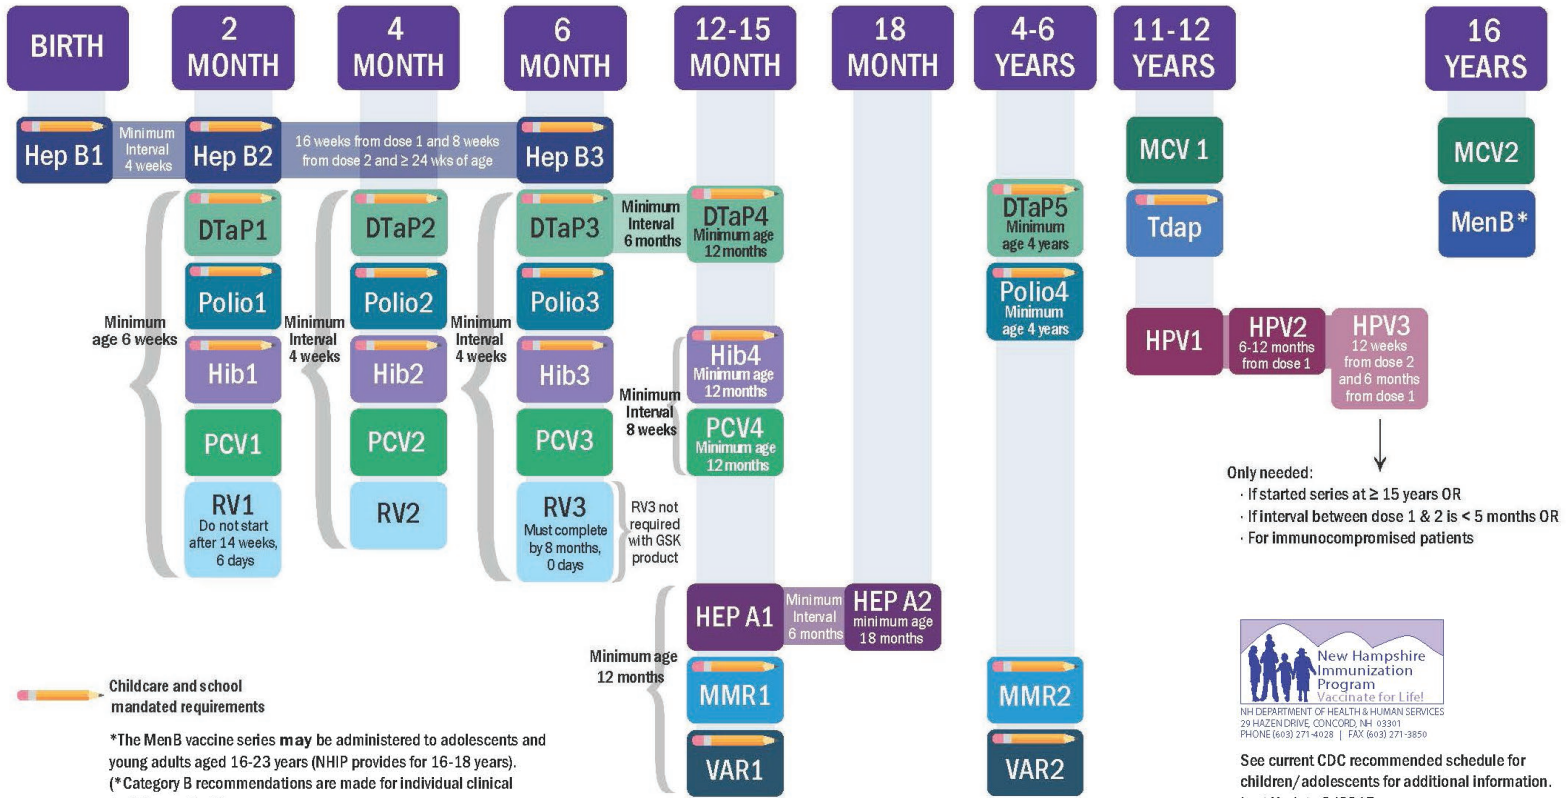 BIRTH
2
MONTH
4
MONTH
6
MONTH
12-15
MONTH
18
MONTH
4-6
YEARS
11-12
YEARS
16
YEARS
Hep B1
Minimum
Interval
4 weeks
Hep B2
16 weeks from dose 1 and 8 weeks
from dose 2 and ≥ 24 wks of age
Hep B3
MCV 1
MCV2
DTaP1
DTaP2
DTaP3
Minimum
Interval
6 months
DTaP4
Minimum age
12 months
DTaP5
Minimum
age 4 years
Tdap
MenB*
Minimum
age 6 weeks
Polio1
Minimum
Interval
4 weeks
Polio2
Minimum
Interval
4 weeks
Polio3
Polio4
Minimum
age 4 years
Hib1
Hib2
Hib3
Minimum
Interval
8 weeks
Hib4
Minimum age
12 months
HPV1
HPV2
6-12 months
from dose 1
HPV3
12 weeks
from dose 2
and 6 months
from dose 1
PCV1
PCV2
PCV3
PCV4
Minimum age
12 months
RV1
Do not start
after 14 weeks,
6 days
RV2
RV3
Must complete
by 8 months,
0 days
RV3 not
required
with GSK
product
Only needed:
· If started series at ≥ 15 years OR
· If interval between dose 1 & 2 is < 5 months OR
· For immunocompromised patients
Minimum age
12 months
HEP A1
Minimum
Interval
6 months
HEP A2
minimum age
18 months
MMR1
MMR2
VAR1
VAR2
Childcare and school
mandated requirements
*The MenB vaccine series may be administered to adolescents and
young adults aged 16-23 years (NHIP provides for 16-18 years).
(*Category B recommendations are made for individual clinical
New Hampshire
Immunization
Program
Vaccinate for Life!
NH DEPARTMENT OF HEALTH & HUMAN SERVICES
29 HAZEN DRIVE, CONCORD, NH 03301
PHONE (603) 271-4028 | FAX (603) 271-3850
See current CDC recommended schedule for
children/adolescents for additional information.